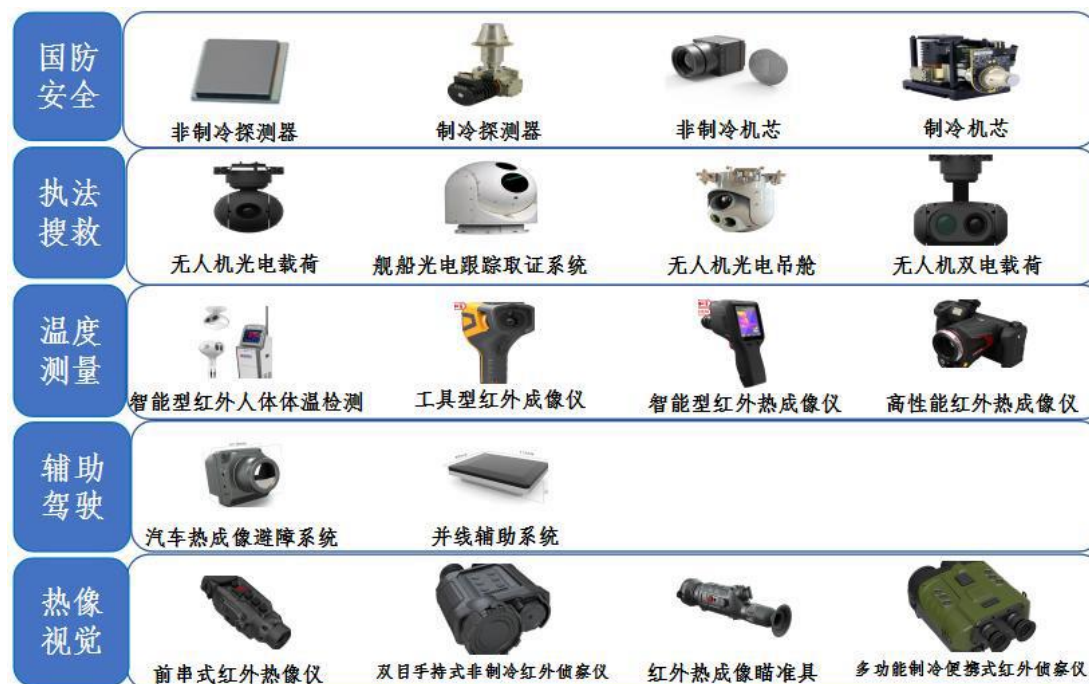 国防
安全
非制冷探测器
制冷探测器
非制冷机芯
制冷机芯
执法
搜救
无人机光电载荷
舰船光电跟踪取证系统
无人机光电吊舱
无人机双电载荷
温度
测量
智能型红外人体体温检测
工具型红外成像仪
智能型红外热成像仪
高性能红外热成像仪
辅助
驾驶
汽车热成像避障系统
并线辅助系统
热像
视觉
前串式红外热像仪
双目手持式非制冷红外侦察仪
红外热成像瞄准具
多功能制冷便携式红外侦察仪